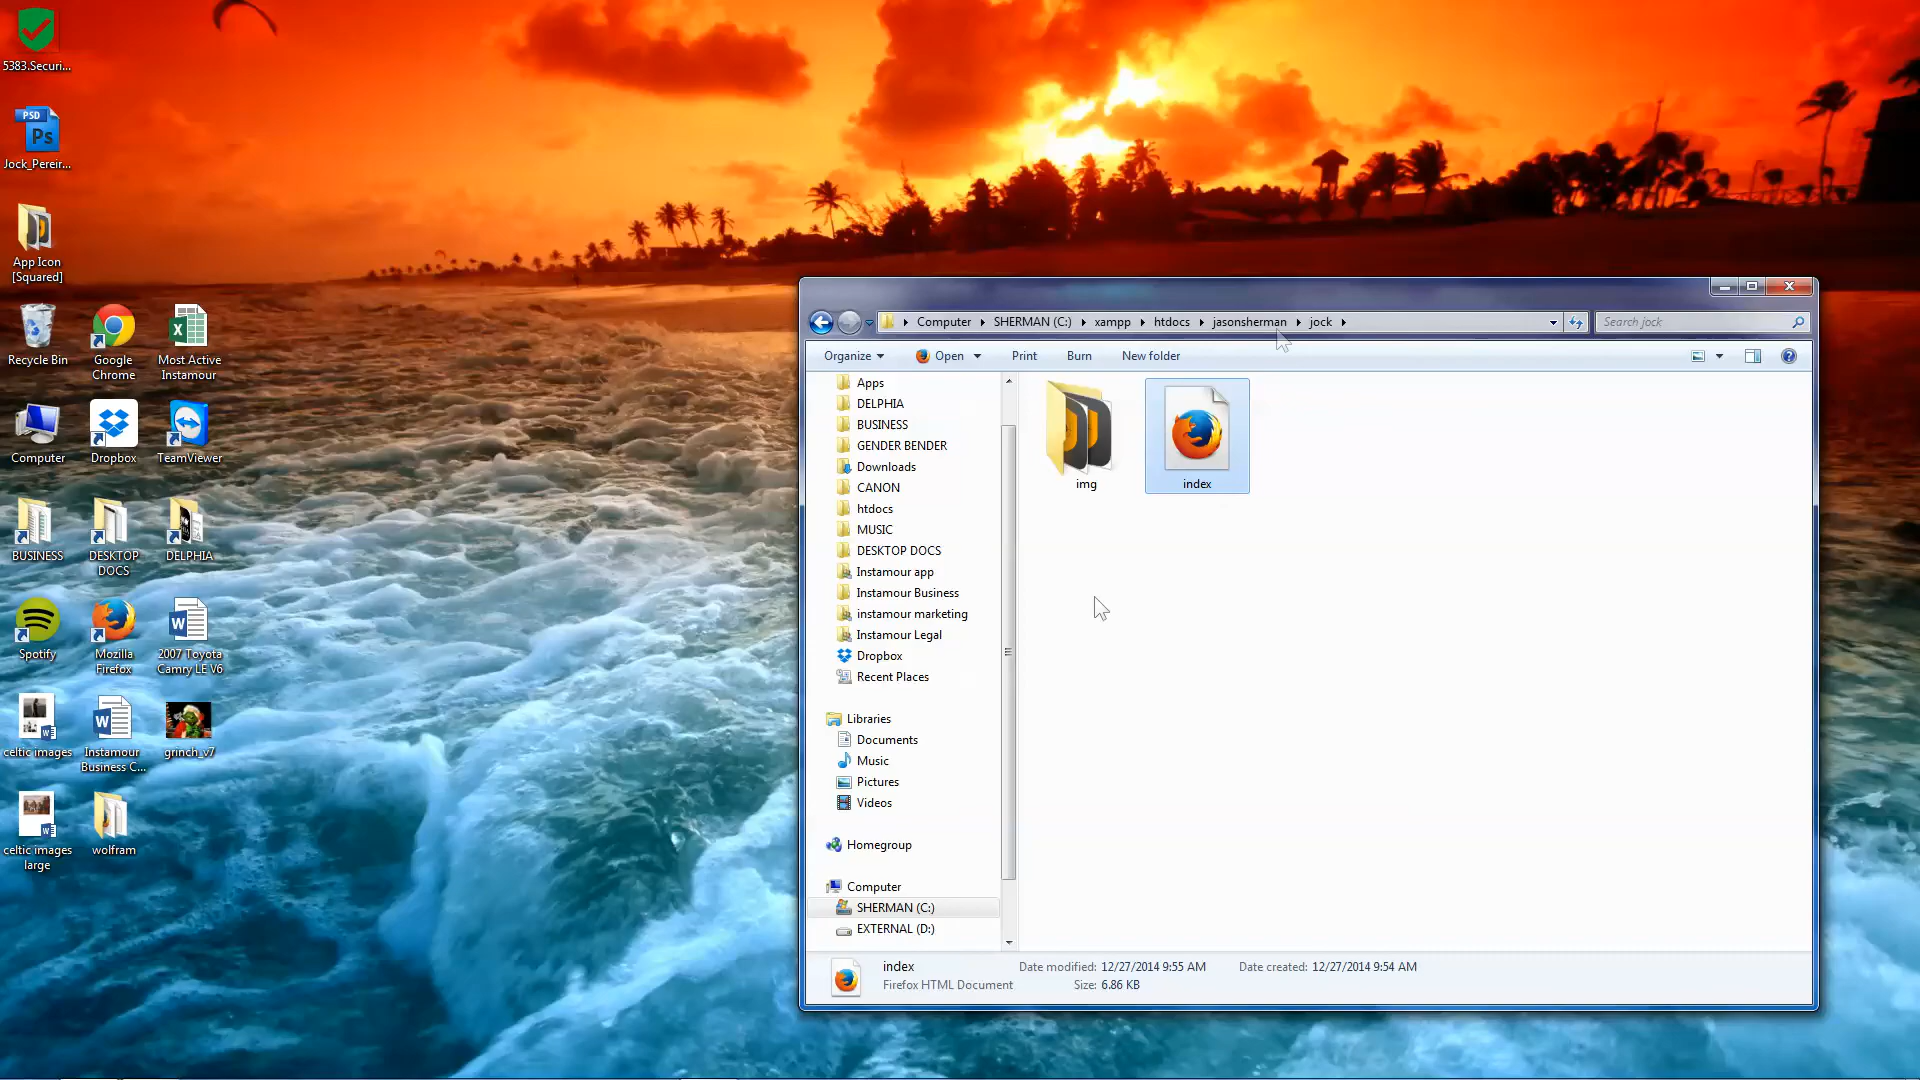 5383.Securi...
PSD
Ps
Jock_Pereir...
App Icon
[Squared]
Recycle Bin
Google
Chrome
Most Active
Instamour
Computer
Dropbox
TeamViewer
BUSINESS
DESKTOP
DOCS
DELPHIA
Spotify
Mozilla
Firefox
2007 Toyota
Camry LE V6
celtic images
Instamour
Business C...
grinch_v7
celtic images
large
wolfram
Computer SHERMAN (C:) xampp htdocs jasonsherman jock
Search jock
Organize Open Print Burn New folder
Apps
DELPHIA
BUSINESS
GENDER BENDER
Downloads
CANON
htdocs
MUSIC
DESKTOP DOCS
Instamour app
Instamour Business
instamour marketing
Instamour Legal
Dropbox
Recent Places
Libraries
Documents
Music
Pictures
Videos
Homegroup
Computer
SHERMAN (C:)
EXTERNAL (D:)
img
index
index Date modified: 12/27/2014 9:55 AM Date created: 12/27/2014 9:54 AM
Firefox HTML Document Size: 6.86 KB